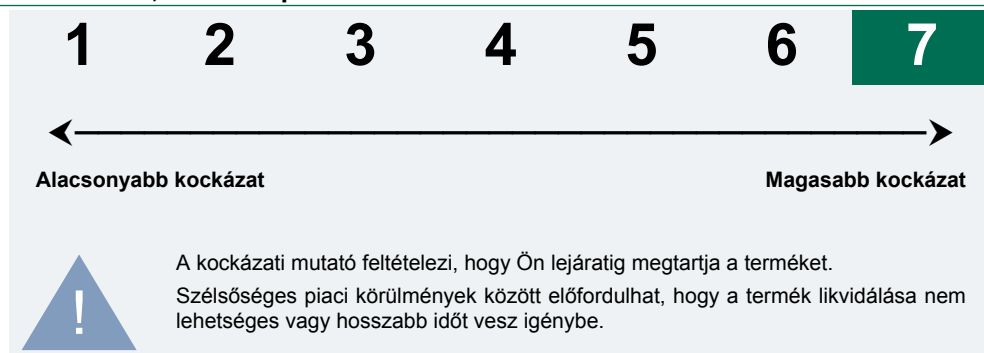 1 2 3 4 5 6 7
Alacsonyabb kockázat Magasabb kockázat
A kockázati mutató feltételezi, hogy Ön lejáratig megtartja a terméket.
Szélsőséges piaci körülmények között előfordulhat, hogy a termék likvidálása nem
lehetséges vagy hosszabb időt vesz igénybe.
!